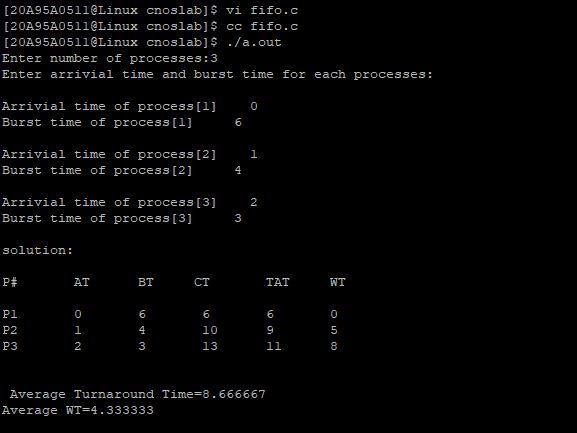 [20A95A0511@Linux cnoslab]$ vi fifo.c
[20A95A0511@Linux cnoslab]$ cc fifo.c
[20A95A0511@Linux cnoslab]$ ./a.out
Enter number of processes:3
Enter arrivial time and burst time for each processes:
Arrivial time of process[1] 0
Burst time of process[1] 6
Arrivial time of process[2] 1
Burst time of process[2] 4
Arrivial time of process[3] 2
Burst time of process[3] 3
solution:
P# AT BT CT TAT WT
P1 0 6 6 6 0
P2 1 4 10 9 5
P3 2 3 13 11 8
Average Turnaround Time=8.666667
Average WT=4.333333